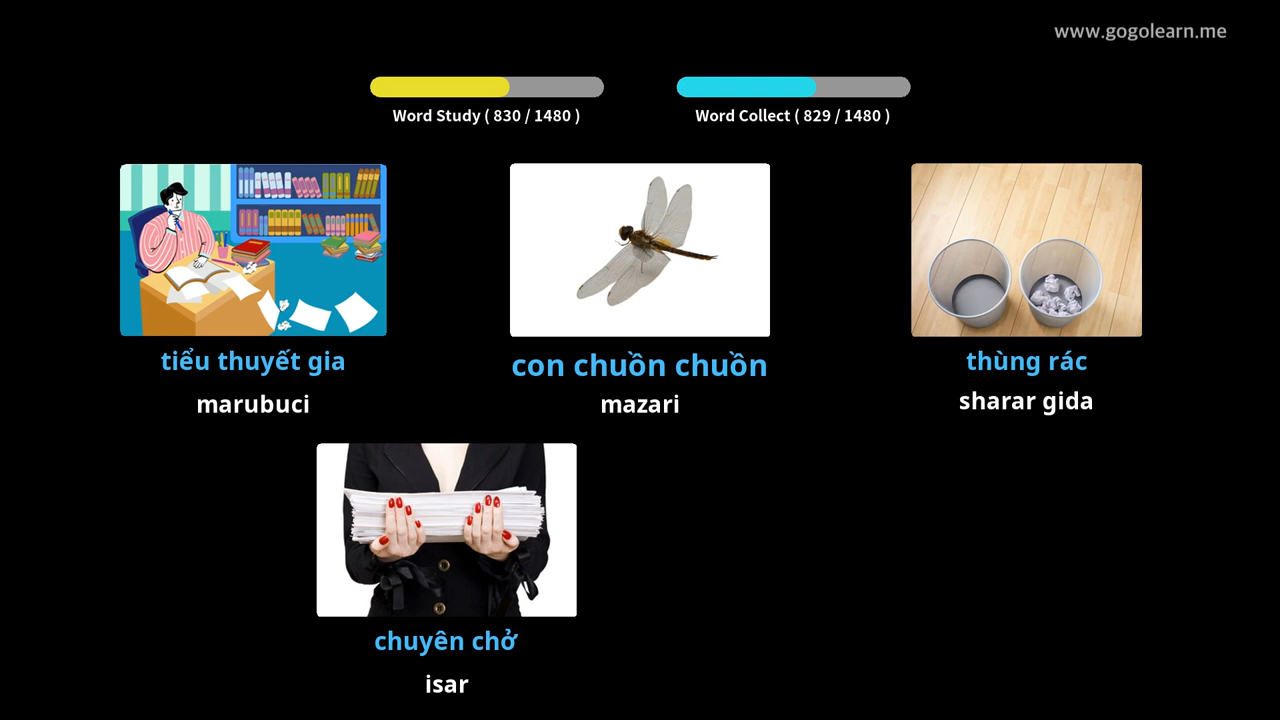 www.gogolearn.me
Word Study ( 830 / 1480 )
Word Collect ( 829 / 1480 )
tiểu thuyết gia
marubuci
con chuồn chuồn
mazari
thùng rác
sharar gida
chuyên chở
isar